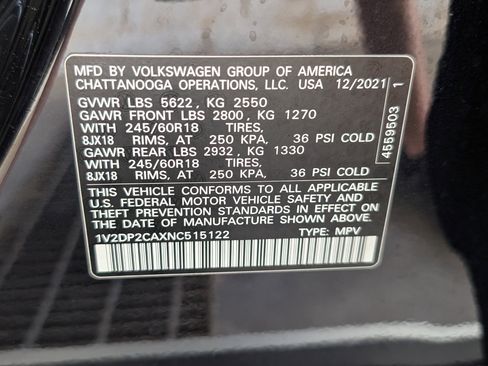 MFD BY VOLKSWAGEN GROUP OF AMERICA
CHATTANOOGA OPERATIONS, LLC. USA 12/2021
GVWR LBS 5622, KG 2550
GAWR FRONT LBS 2800, KG 1270
WITH 245/60R18 TIRES,
8JX18 RIMS, AT 250 KPA, 36 PSI COLD
GAWR REAR LBS 2932, KG 1330
WITH 245/60R18 TIRES,
8JX18 RIMS, AT 250 KPA, 36 PSI COLD
THIS VEHICLE CONFORMS TO ALL APPLICABLE
U.S. FEDERAL MOTOR VEHICLE SAFETY AND
THEFT PREVENTION STANDARDS IN EFFECT ON THE
DATE OF MANUFACTURE SHOWN ABOVE.
1V2DP2CAXNC515122 TYPE: MPV
4559503 1